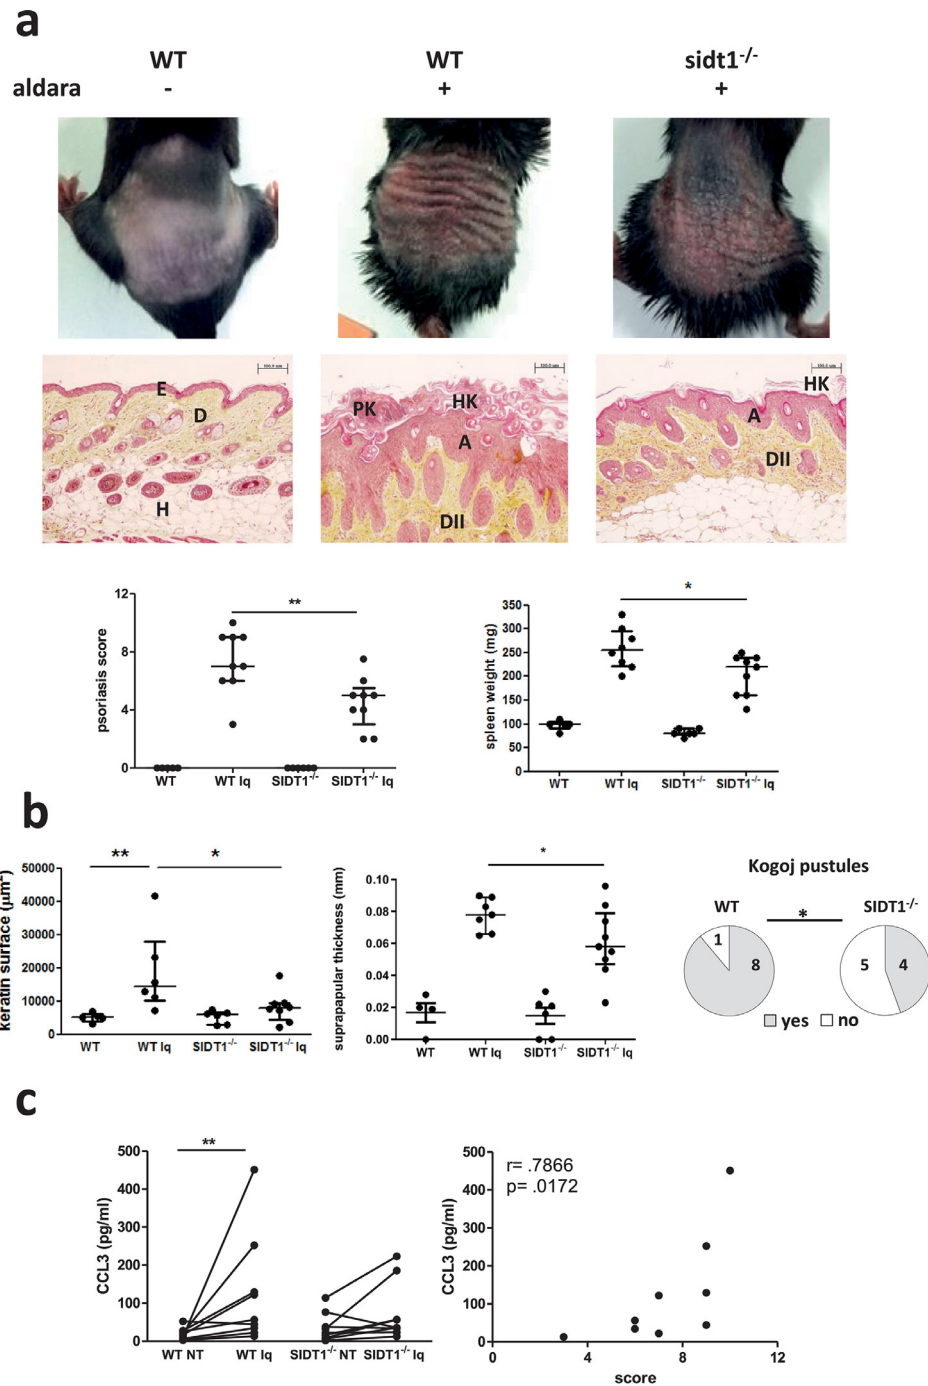 a
WT WT sidt1-/-
aldara - + +
E
D
H
PK
HK
A
DII
HK
A
DII
psoriasis score
12
8
4
0
**
WT WT Iq SIDT1-/- SIDT1-/- Iq
spleen weight (mg)
350
300
250
200
150
100
50
0
*
WT WT Iq SIDT1-/- SIDT1-/- Iq
b
keratin surface (µm²)
50000
40000
30000
20000
10000
0
** *
WT WT Iq SIDT1-/- SIDT1-/- Iq
suprapapular thickness (mm)
0.10
0.08
0.06
0.04
0.02
0.00
*
WT WT Iq SIDT1-/- SIDT1-/- Iq
Kogoj pustules
WT * SIDT1-/-
1
8
5 4
yes no
c
CCL3 (pg/ml)
500
400
300
200
100
0
**
WT NT WT Iq SIDT1-/- NT SIDT1-/- Iq
CCL3 (pg/ml)
500
400
300
200
100
0
r= .7866
p= .0172
0 4 8 12
score